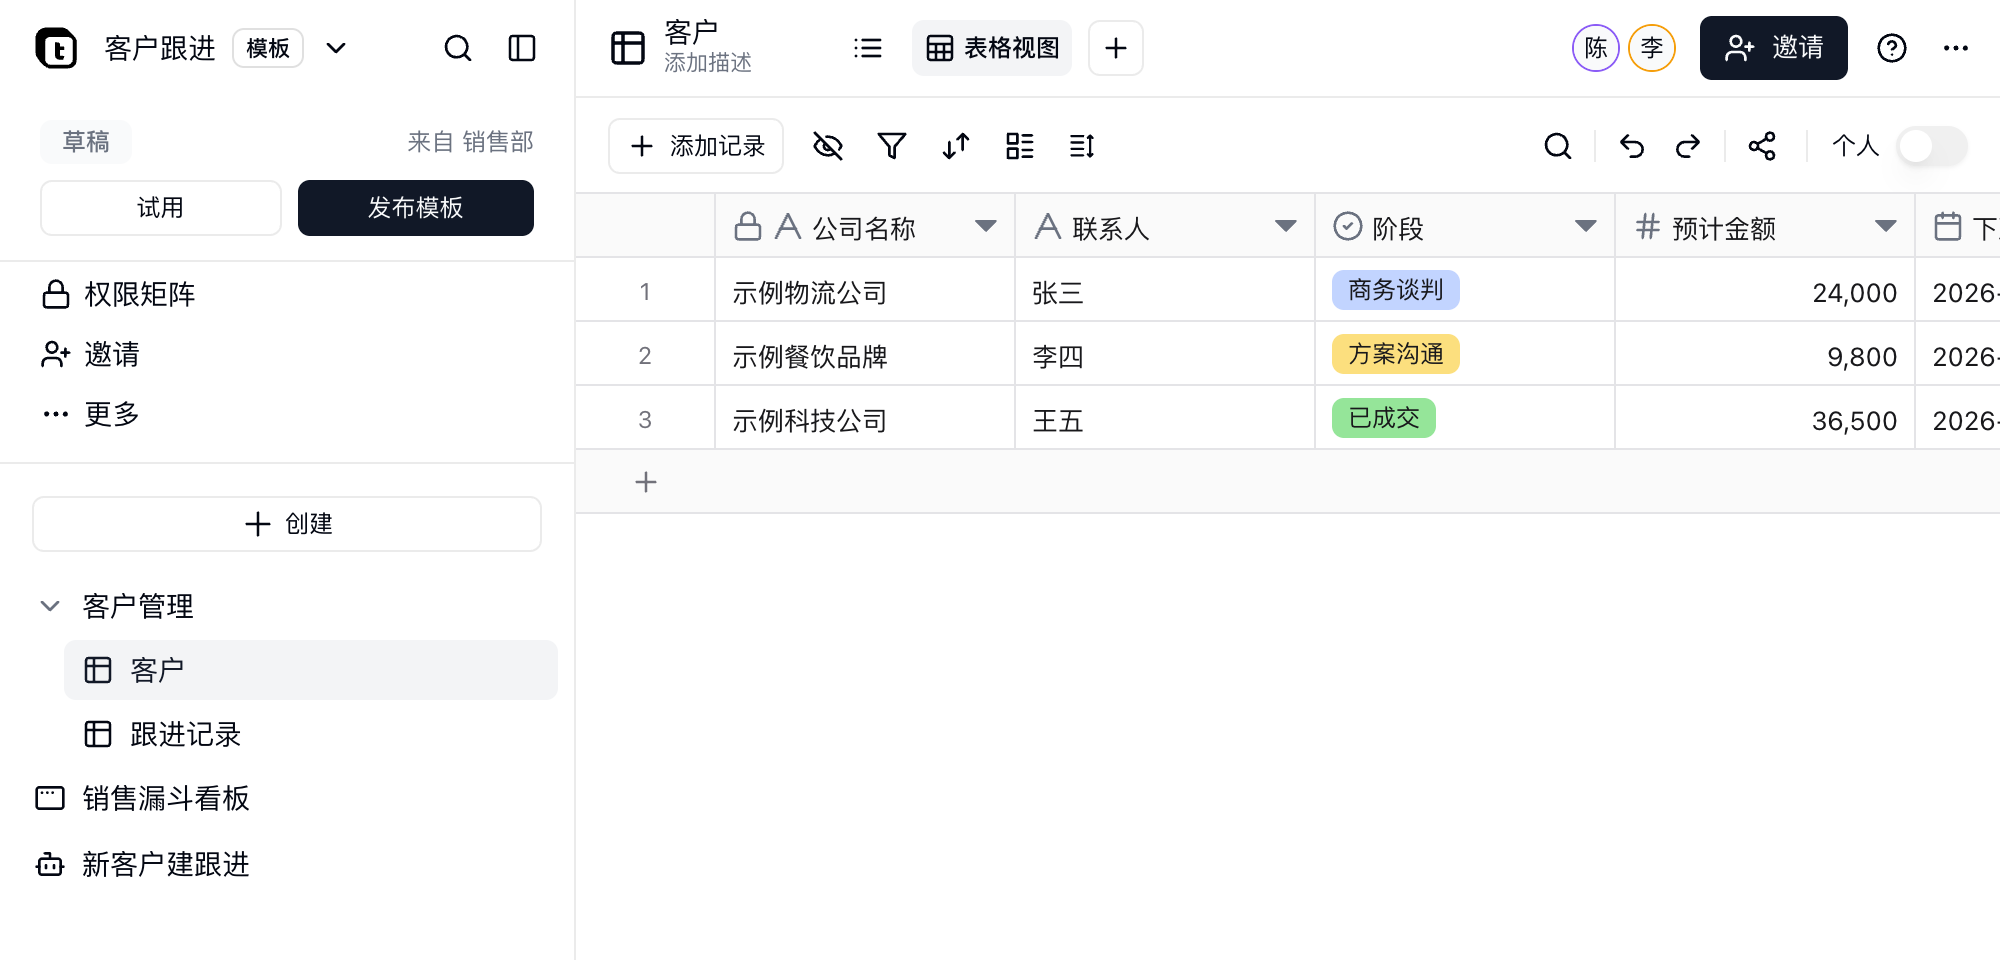 客户跟进 模板
草稿 来自 销售部
试用 发布模板
权限矩阵
邀请
更多
创建
客户管理
客户
跟进记录
销售漏斗看板
新客户建跟进
客户
添加描述
表格视图
陈 李 邀请
添加记录 个人
公司名称 联系人 阶段 预计金额 下
1 示例物流公司 张三 商务谈判 24,000 2026-
2 示例餐饮品牌 李四 方案沟通 9,800 2026-
3 示例科技公司 王五 已成交 36,500 2026-